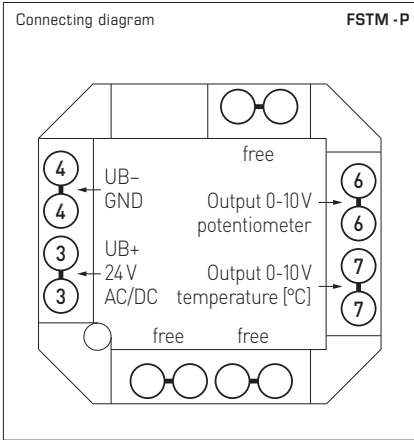 Connecting diagram
FSTM - P
free
4
4
UB–
GND
6
6
Output 0-10 V
potentiometer
3
3
UB+
24 V
AC/DC
7
7
Output 0-10 V
temperature [°C]
free
free